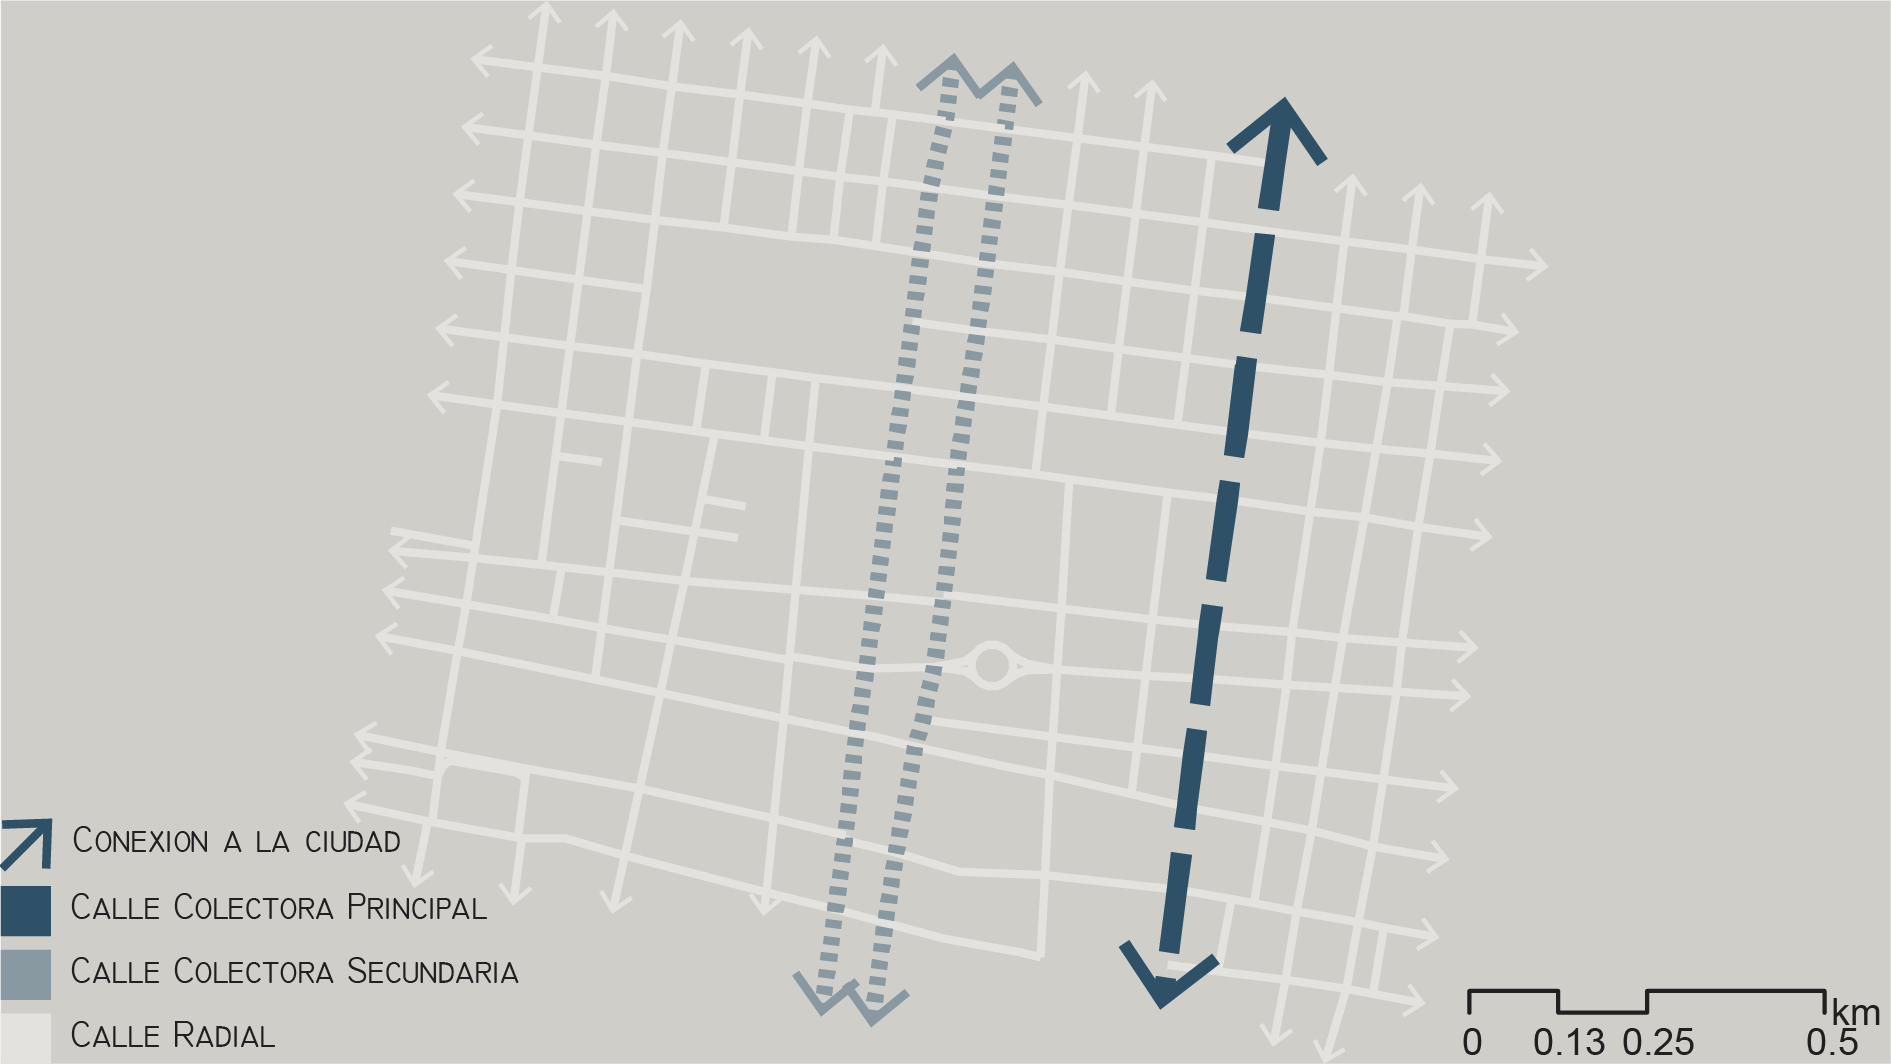 Conexion a la ciudad
Calle Colectora Principal
Calle Colectora Secundaria
Calle Radial
km
0 0.13 0.25 0.5